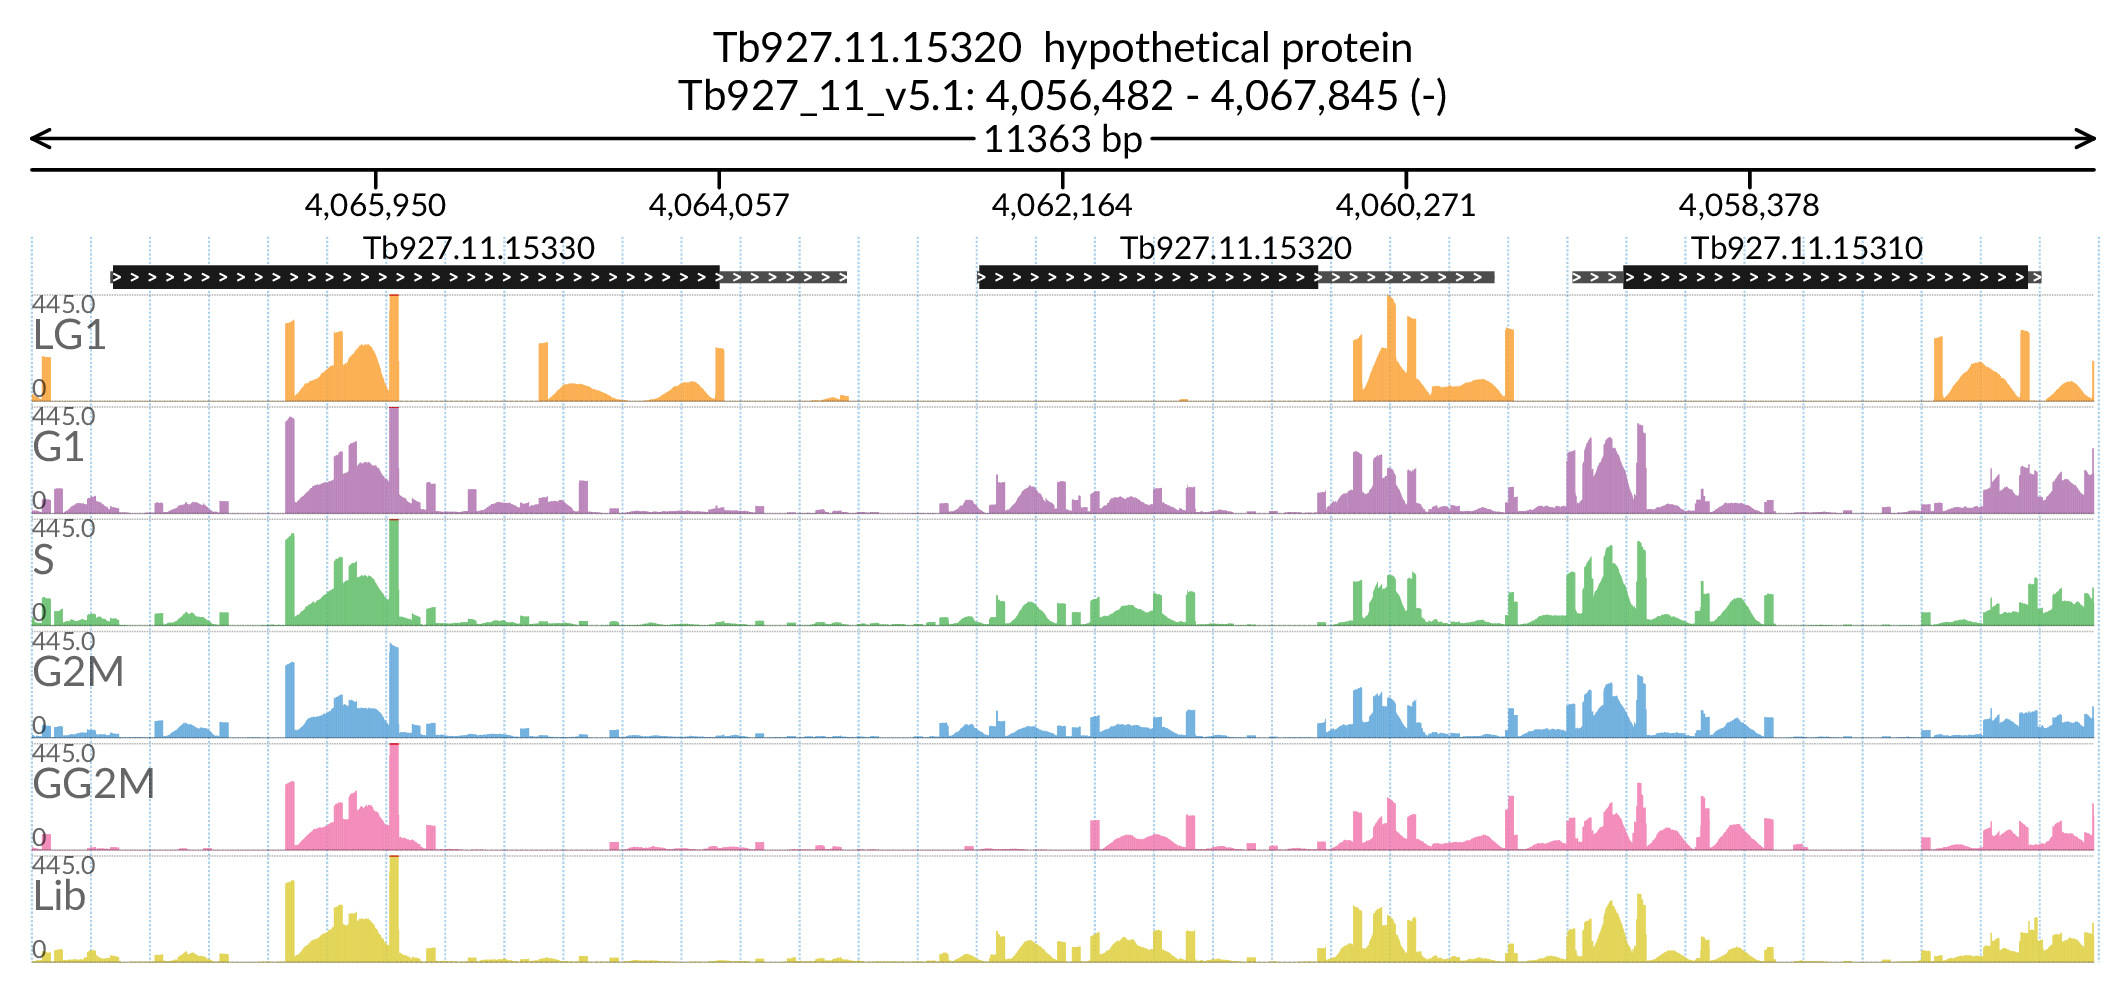 Tb927.11.15320 hypothetical protein
Tb927_11_v5.1: 4,056,482 - 4,067,845 (-)
11363 bp
4,065,950 4,064,057 4,062,164 4,060,271 4,058,378
Tb927.11.15330 Tb927.11.15320 Tb927.11.15310
445.0
LG1
0
445.0
G1
0
445.0
S
0
445.0
G2M
0
445.0
GG2M
0
445.0
Lib
0